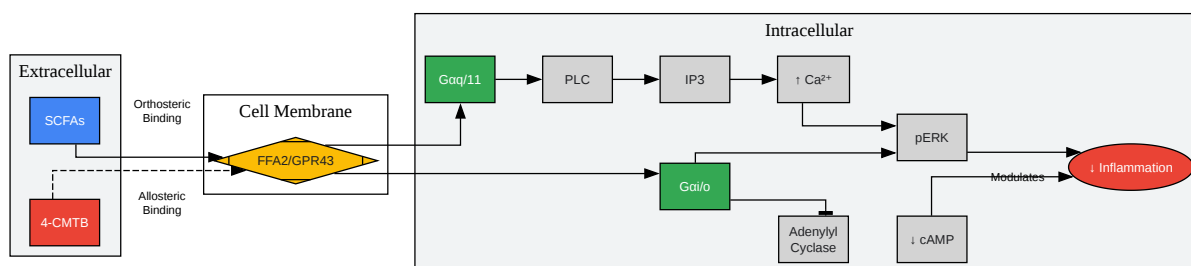 Extracellular
SCFAs
4-CMTB
Orthosteric
Binding
Allosteric
Binding
Cell Membrane
FFA2/GPR43
Intracellular
Gαq/11
PLC
IP3
↑ Ca²⁺
pERK
Gαi/o
Adenylyl
Cyclase
↓ cAMP
Modulates
↓ Inflammation